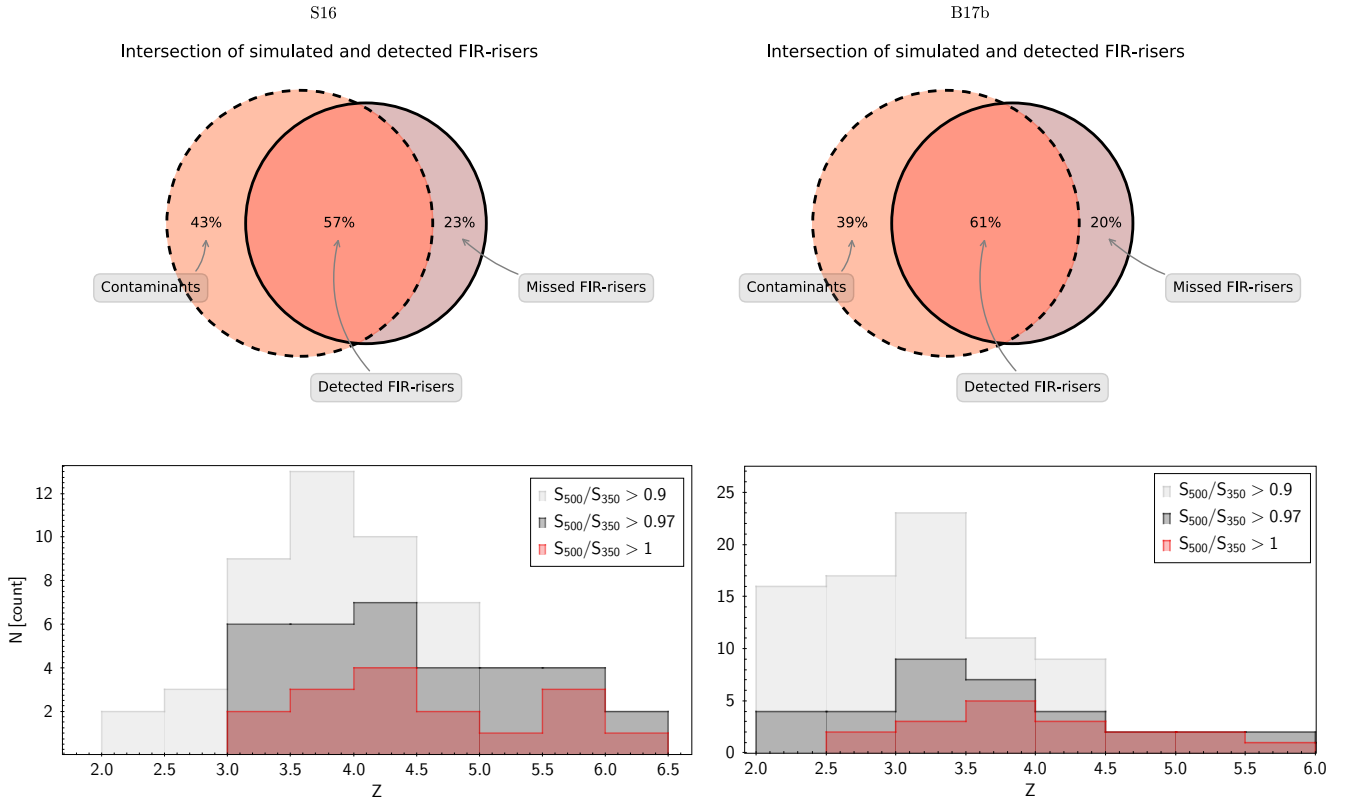 S16
Intersection of simulated and detected FIR-risers
43%
57%
23%
Contaminants
Missed FIR-risers
Detected FIR-risers
B17b
Intersection of simulated and detected FIR-risers
39%
61%
20%
Contaminants
Missed FIR-risers
Detected FIR-risers
N [count]
12
10
8
6
4
2
S500/S350 > 0.9
S500/S350 > 0.97
S500/S350 > 1
2.0 2.5 3.0 3.5 4.0 4.5 5.0 5.5 6.0 6.5
Z
25
20
15
10
5
0
S500/S350 > 0.9
S500/S350 > 0.97
S500/S350 > 1
2.0 2.5 3.0 3.5 4.0 4.5 5.0 5.5 6.0
Z